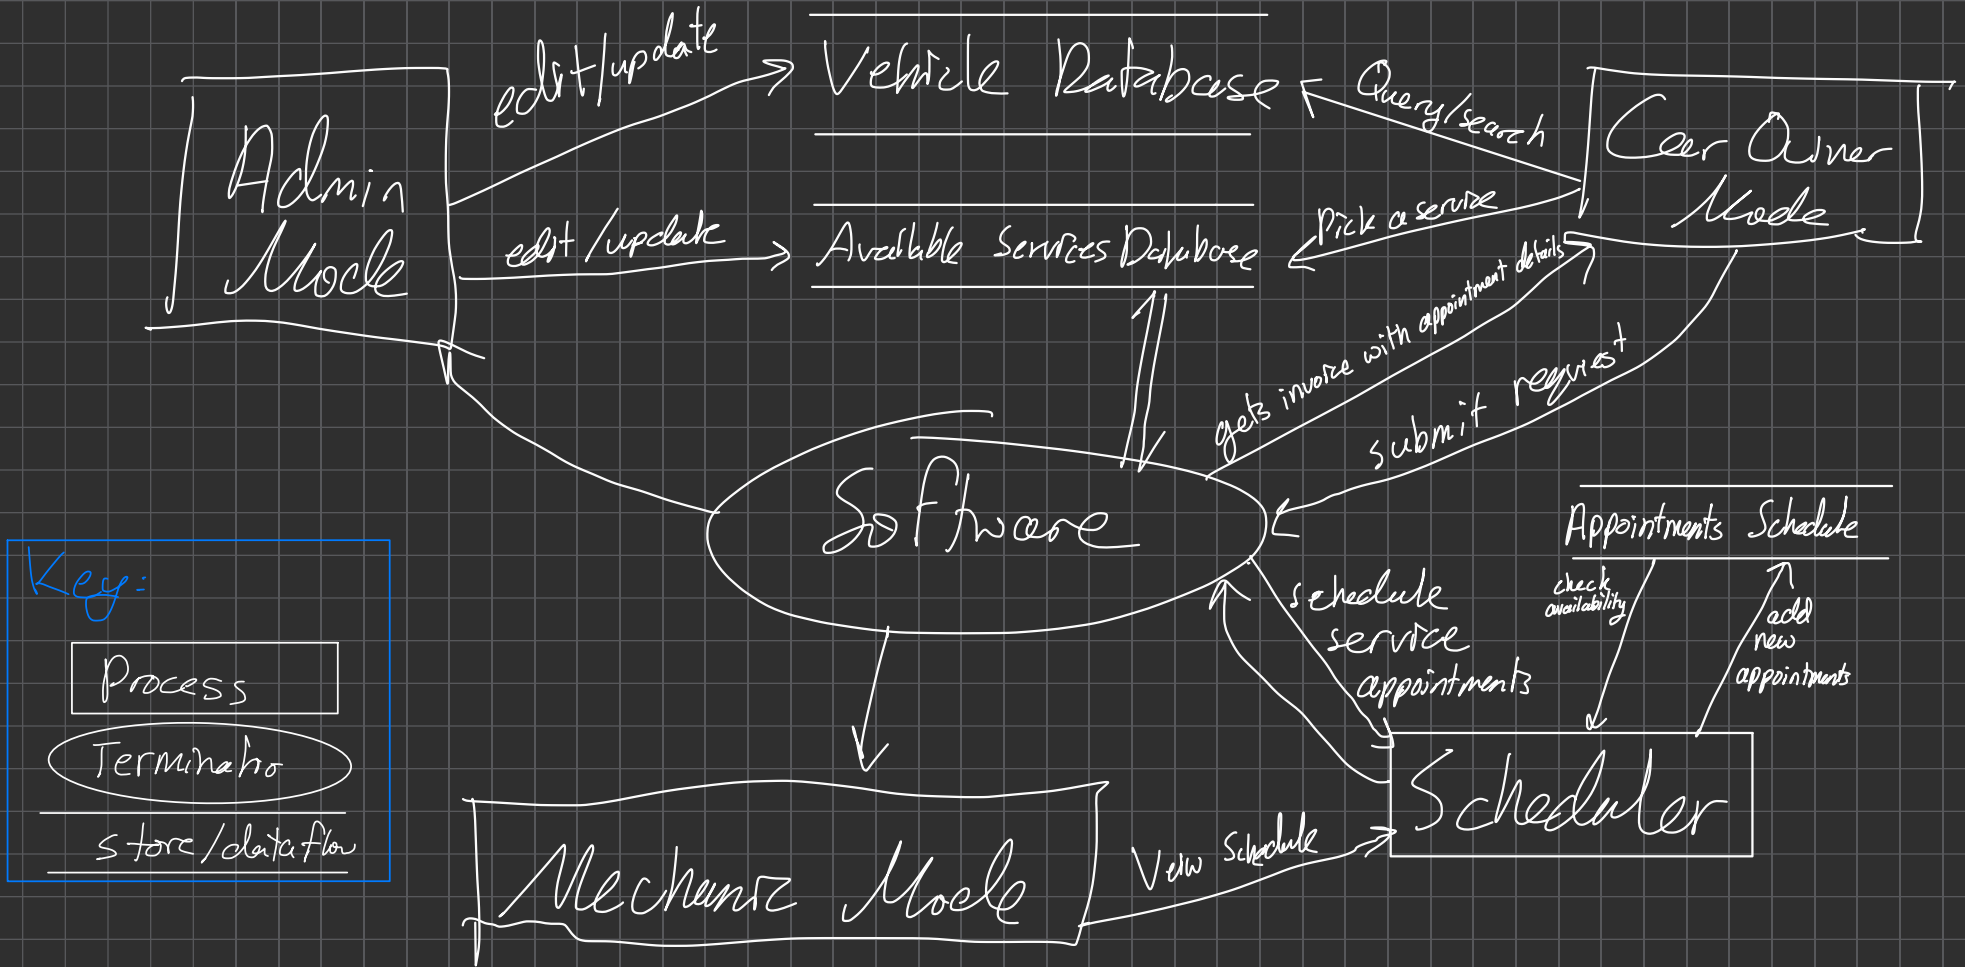 edit/update
Vehicle Database
Query/search
Car Owner
Mode
Admin
Mode
edit/update
Available Services Database
Pick a service
gets invoice with appointment details
submit request
Software
Appointments Schedule
check
availability
add
new
appointments
schedule
service
appointments
Key:
Process
Terminatio
store/dataflow
Scheduler
Mechanic Mode
Veiw Schedule